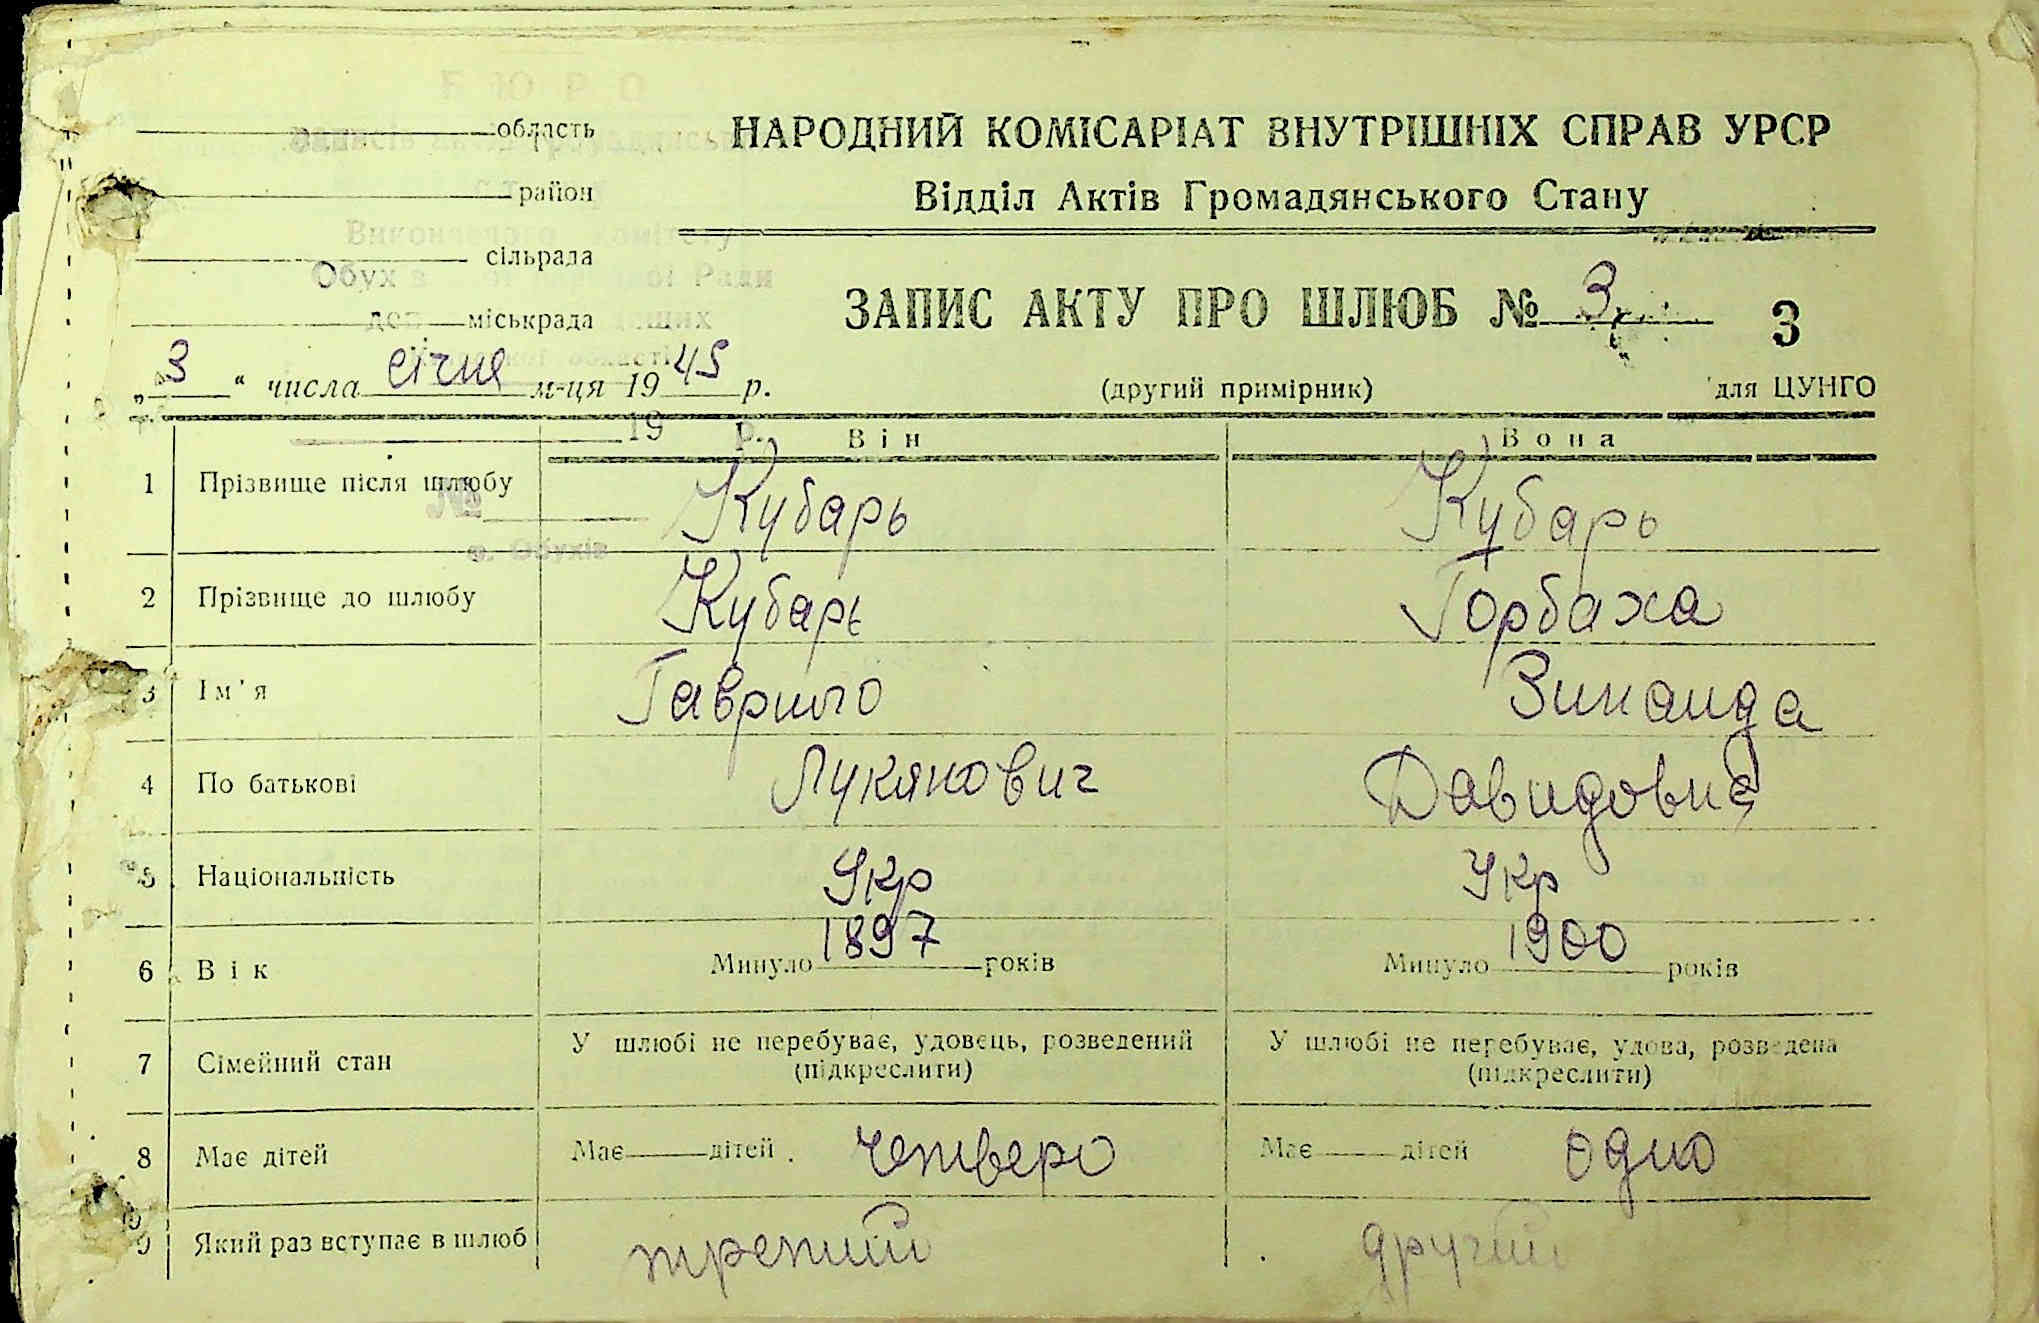 область
район
сільрада
міськрада
„3“ числа січня м-ця 1945 р.
НАРОДНИЙ КОМІСАРІАТ ВНУТРІШНІХ СПРАВ УРСР
Відділ Актів Громадянського Стану
ЗАПИС АКТУ ПРО ШЛЮБ № 3
3
(другий примірник)
для ЦУНГО
Він Вона
1 Прізвище після шлюбу Кубарь Кубарь
2 Прізвище до шлюбу Кубарь Горбаха
3 Ім'я Гаврило Зинаида
4 По батькові Лукянович Давидовна
5 Національність Укр Укр
6 Вік Минуло 1897 років Минуло 1900 років
7 Сімейний стан У шлюбі не перебуває, удовець, розведений У шлюбі не перебуває, удова, розведена
(підкреслити) (підкреслити)
8 Має дітей Має дітей. четверо Має дітей одно
9 Який раз вступає в шлюб третий другий